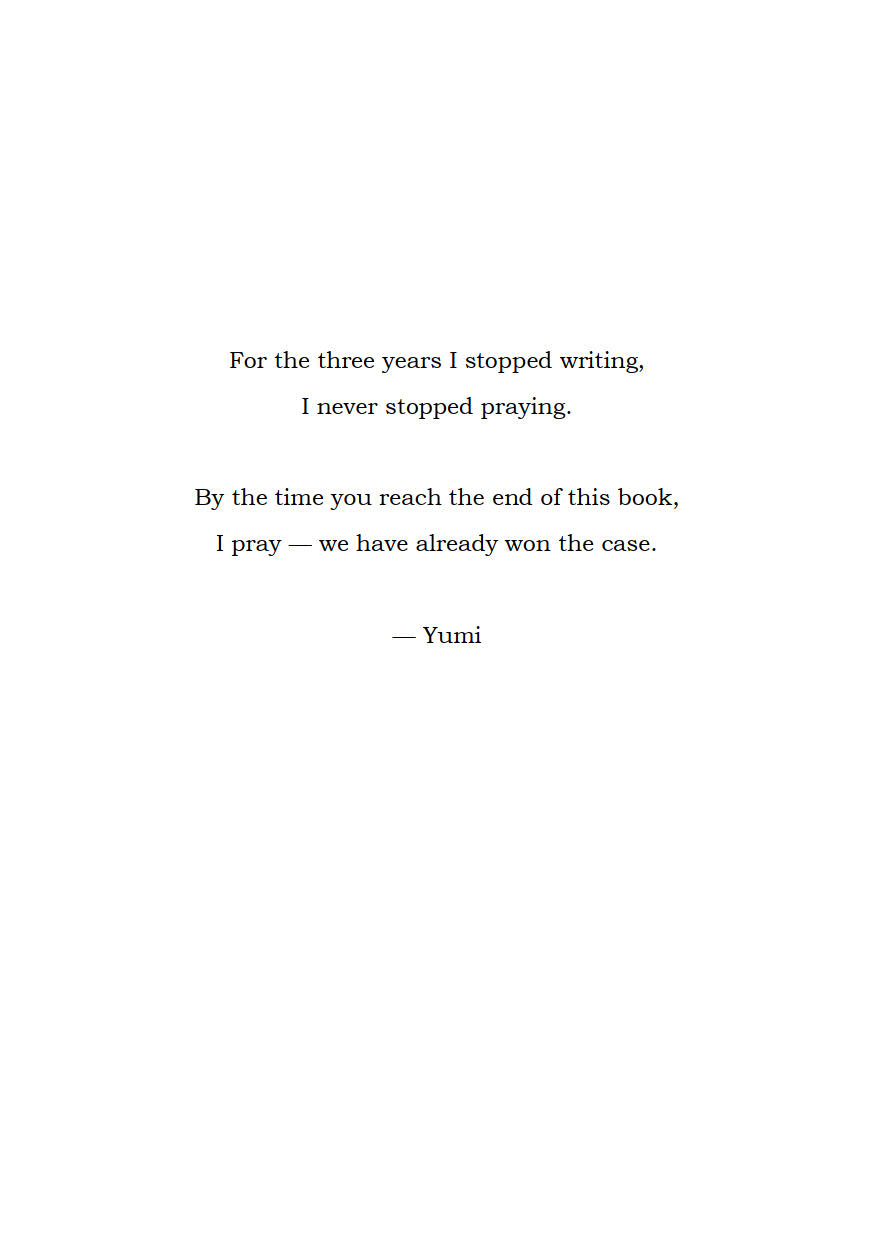 For the three years I stopped writing,
I never stopped praying.
By the time you reach the end of this book,
I pray — we have already won the case.
— Yumi